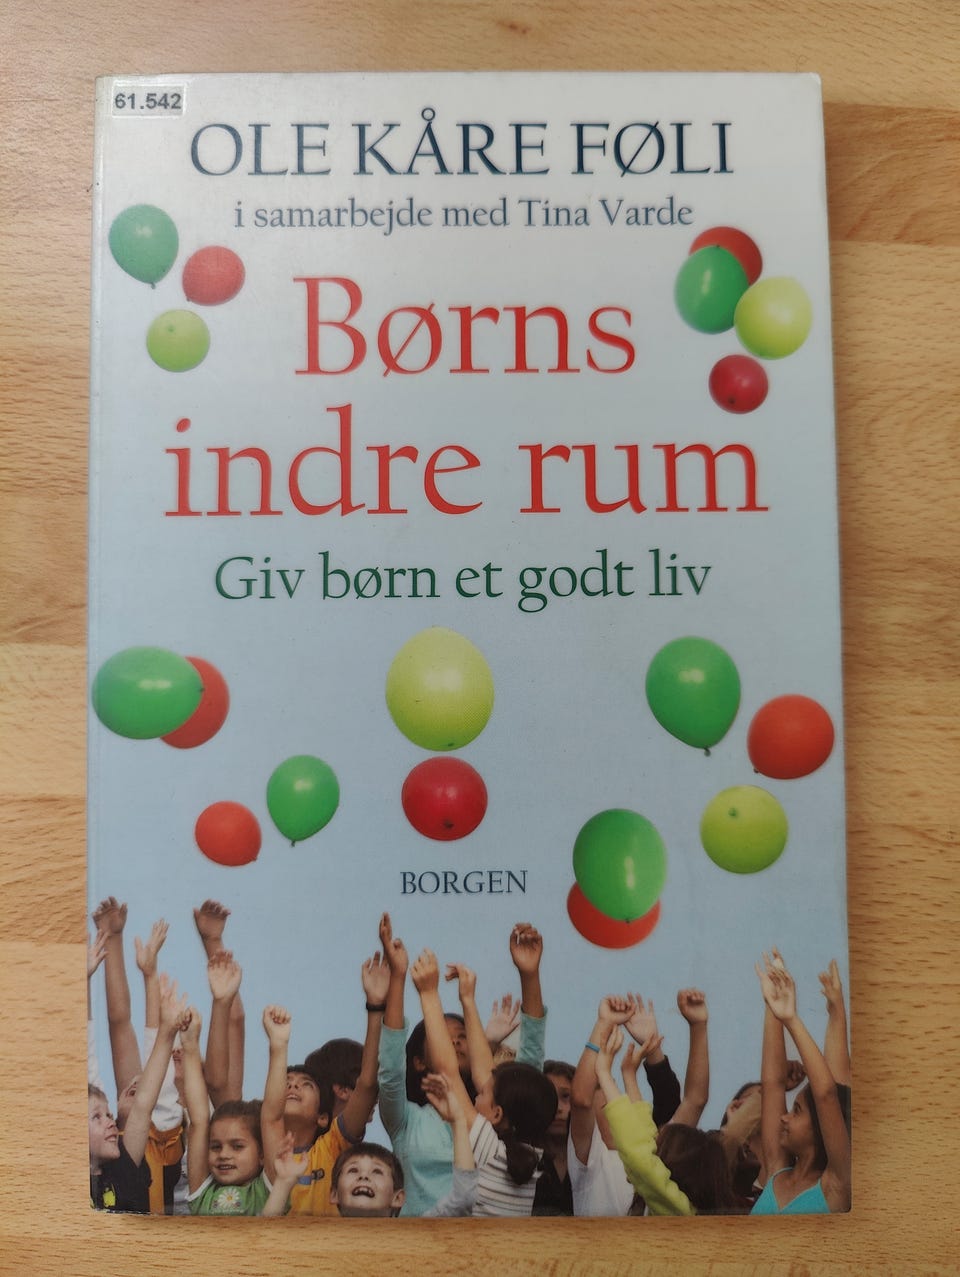 61.542
OLE KÅRE FØLI
i samarbejde med Tina Varde
Børns
indre rum
Giv børn et godt liv
BORGEN